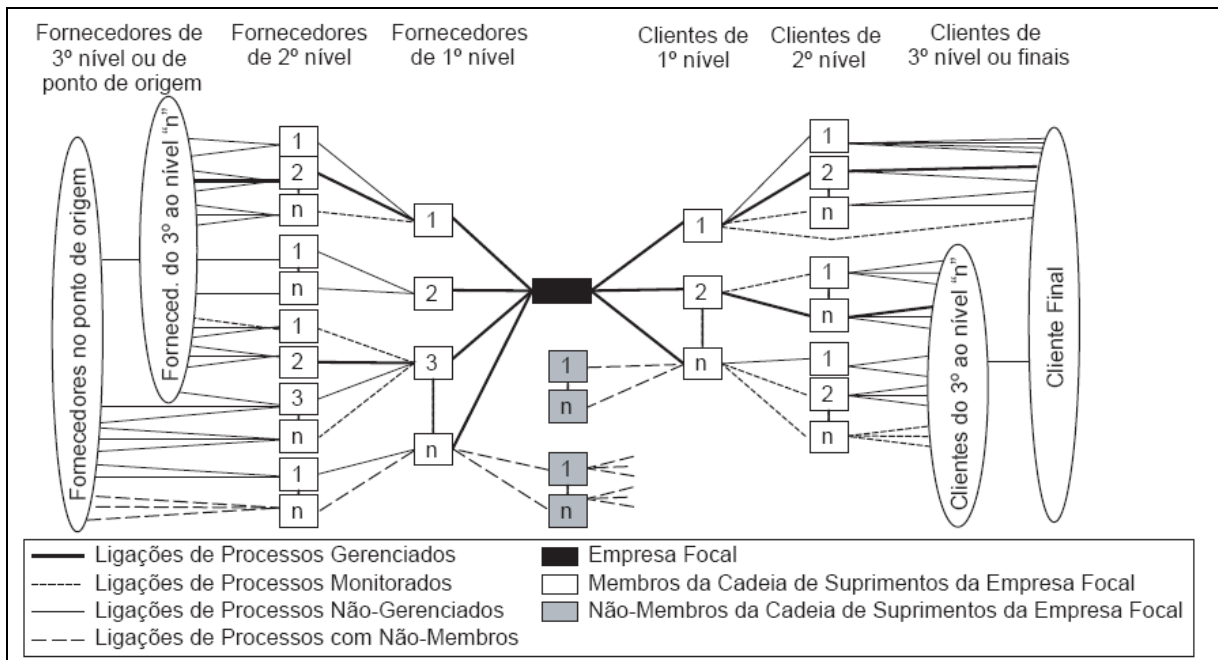 Fornecedores de
3º nível ou de
ponto de origem
Fornecedores
de 2º nível
Fornecedores
de 1º nível
Clientes de
1º nível
Clientes de
2º nível
Clientes de
3º nível ou finais
Fornecedores no ponto de origem
Forneced. do 3º ao nível “n”
1
2
n
1
n
1
2
3
n
1
n
1
2
3
n
1
n
1
n
1
2
n
1
2
n
1
n
1
2
n
Clientes do 3º ao nível “n”
Cliente Final
Ligações de Processos Gerenciados
Ligações de Processos Monitorados
Ligações de Processos Não-Gerenciados
Ligações de Processos com Não-Membros
Empresa Focal
Membros da Cadeia de Suprimentos da Empresa Focal
Não-Membros da Cadeia de Suprimentos da Empresa Focal